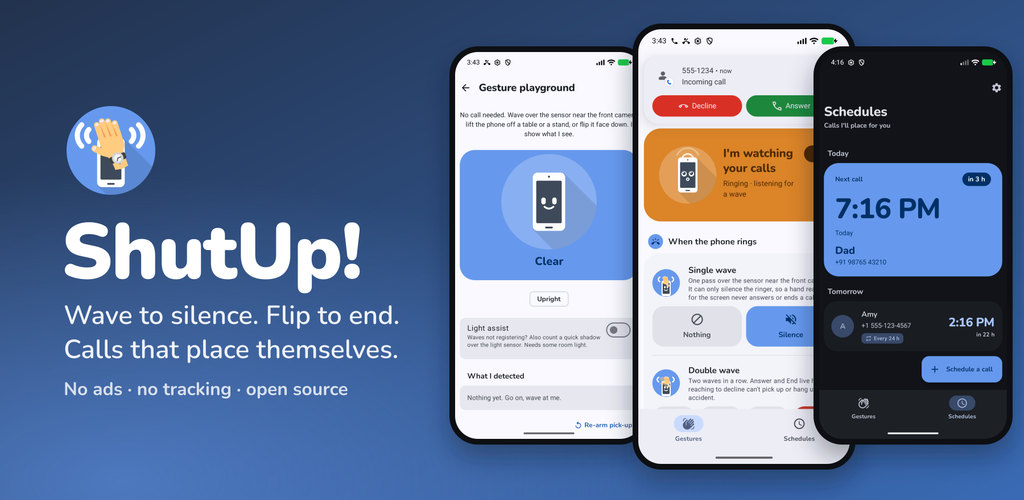 ShutUp!
Wave to silence. Flip to end.
Calls that place themselves.
No ads · no tracking · open source
3:43
Gesture playground
No call needed. Wave over the sensor near the front
lift the phone off a table or a stand, or flip it face down.
show what I see.
Clear
Upright
Light assist
Waves not registering? Also count a quick shadow
over the light sensor. Needs some room light.
What I detected
Nothing yet. Go on, wave at me.
Re-arm pick-up
3:43
555-1234 • now
Incoming call
Decline
Answer
I'm watching
your calls
Ringing · listening for
a wave
When the phone rings
Single wave
One pass over the sensor near the front
It can only silence the ringer, so a hand
for the screen never answers or ends a
Nothing
Silence
Double wave
Two waves in a row. Answer and End live
reaching to decline can't pick up or hang
accident.
Gestures
Schedules
4:16
Schedules
Calls I'll place for you
Today
Next call
in 3 h
7:16 PM
Today
Dad
+91 98765 43210
Tomorrow
A
Amy
+1 555-123-4567
Every 24 h
2:16 PM
in 22 h
+ Schedule a call
Gestures
Schedules